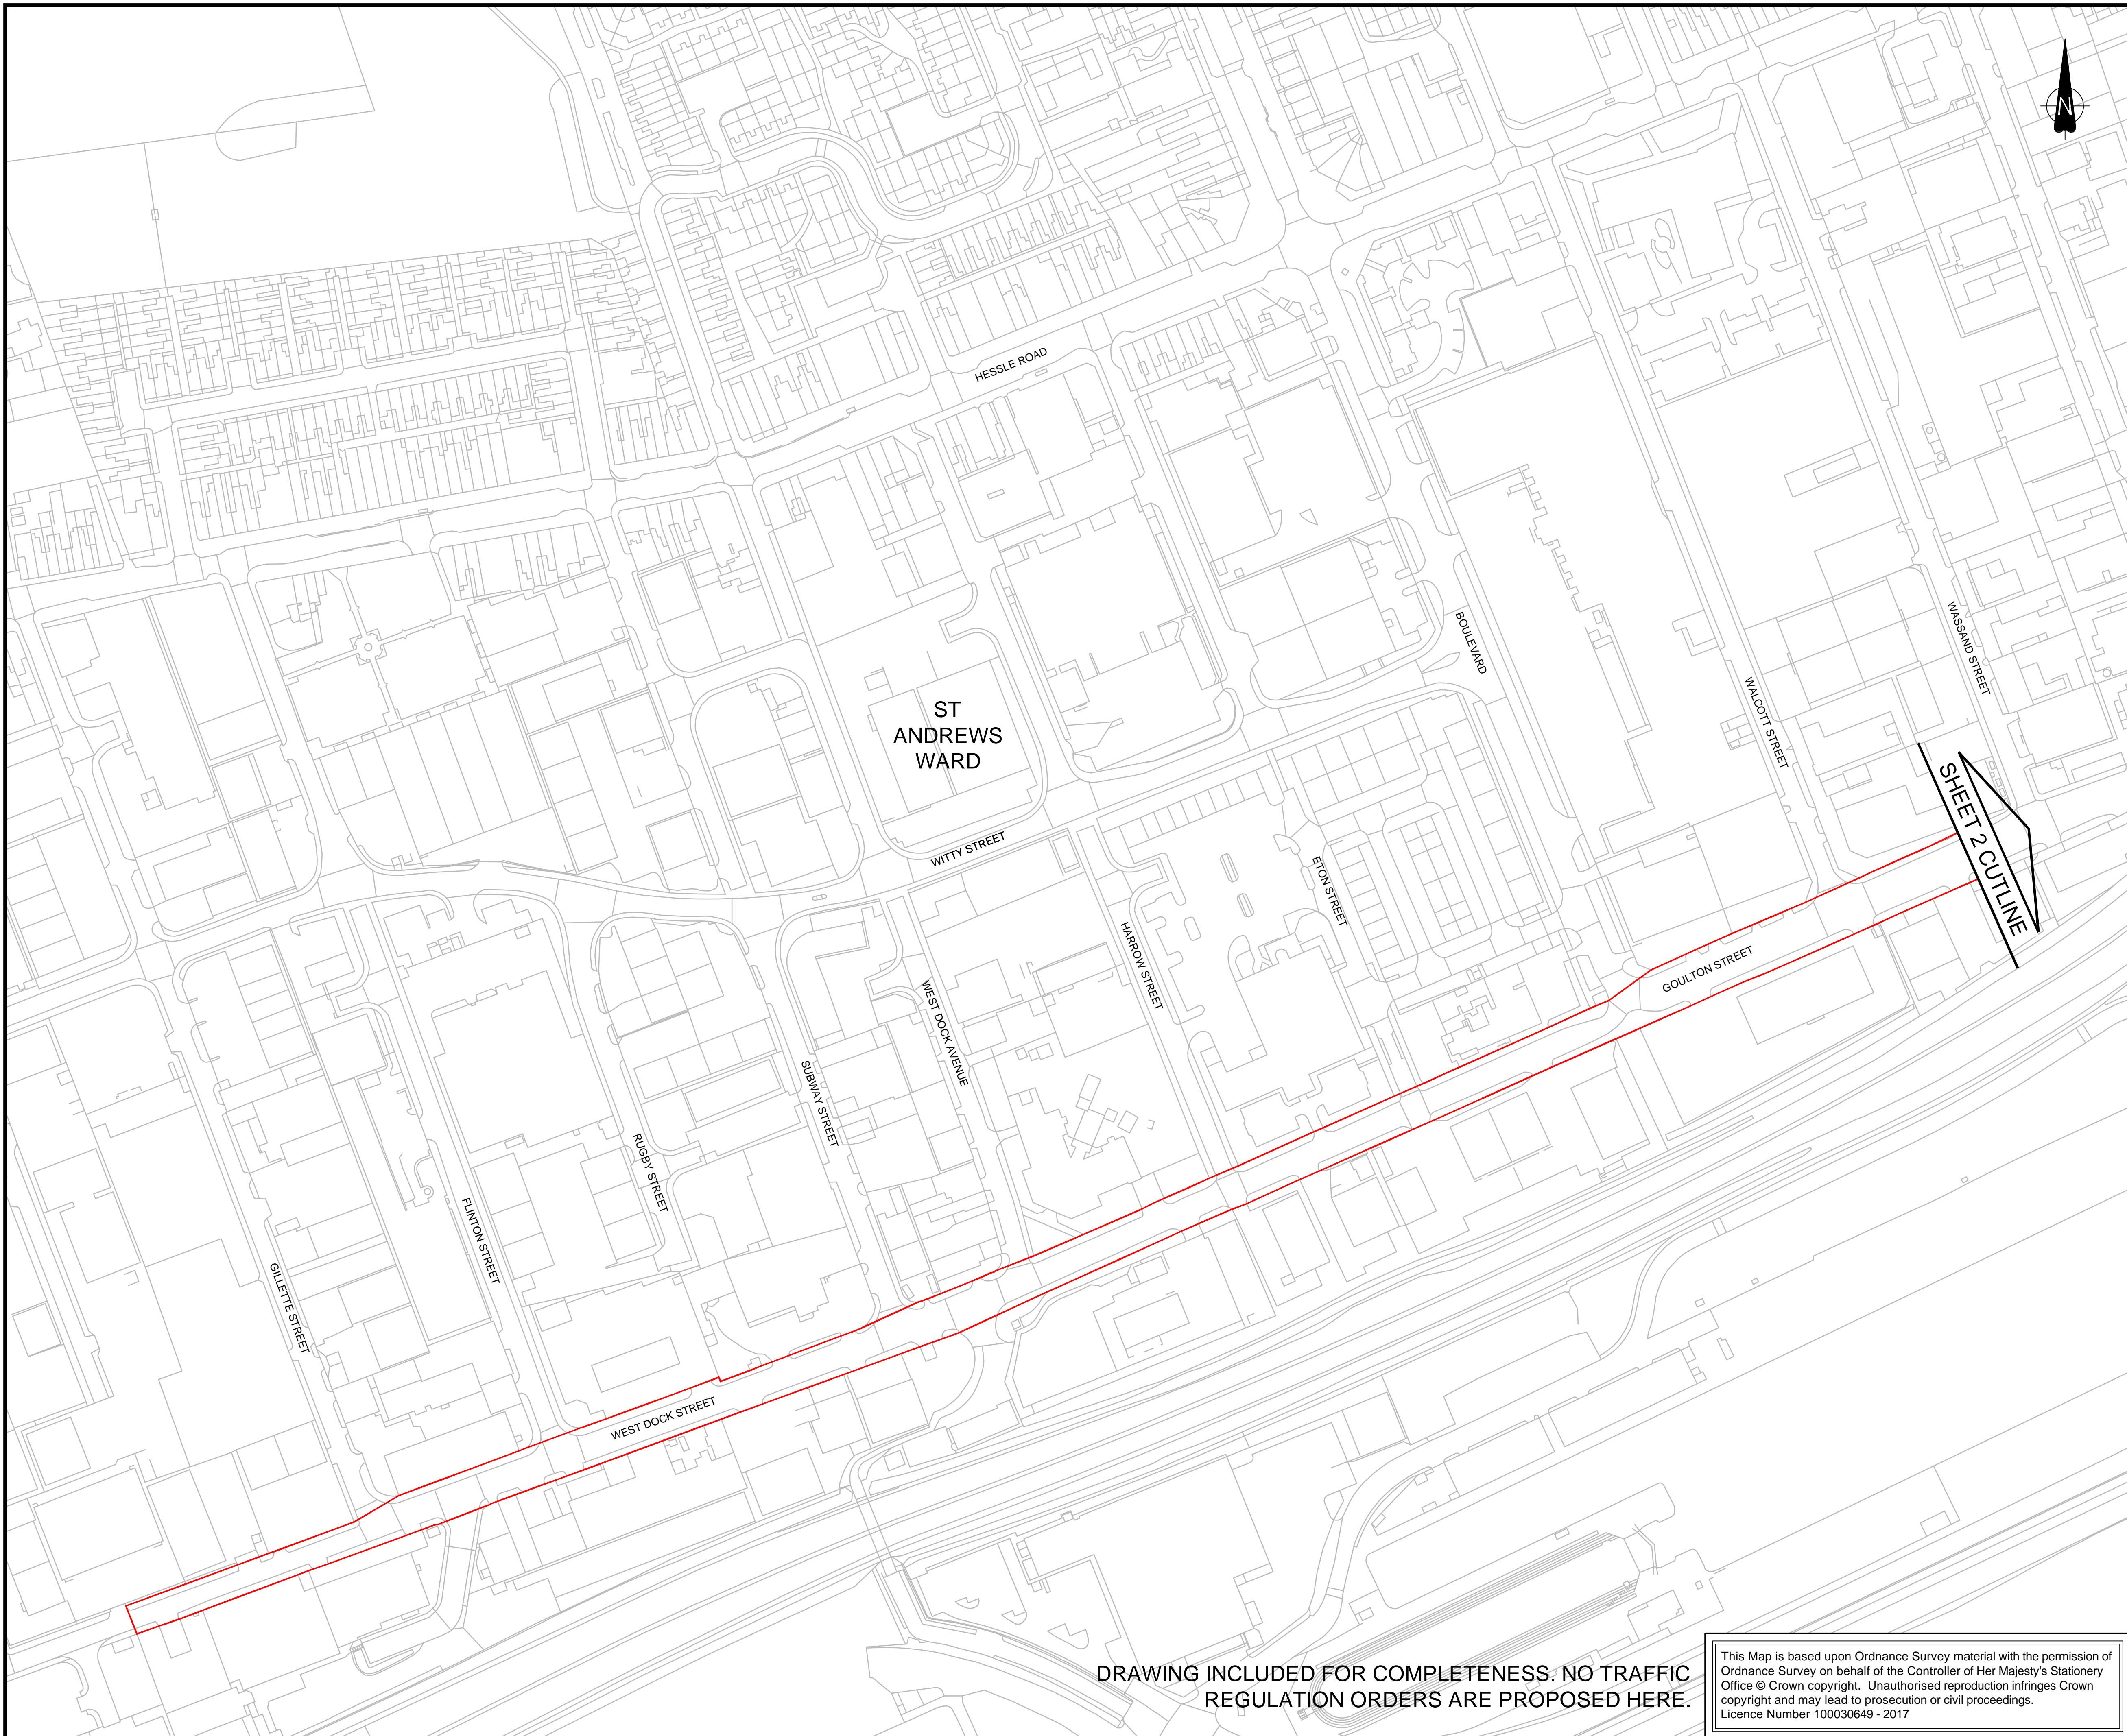 N
HESSLE ROAD
BOULEVARD
WASSAND STREET
WALCOTT STREET
ST
ANDREWS
WARD
SHEET 2 CUTLINE
WITTY STREET
ETON STREET
HARROW STREET
GOULTON STREET
WEST DOCK AVENUE
SUBWAY STREET
RUGBY STREET
FLINTON STREET
GILLETTE STREET
WEST DOCK STREET
DRAWING INCLUDED FOR COMPLETENESS. NO TRAFFIC
REGULATION ORDERS ARE PROPOSED HERE.
This Map is based upon Ordnance Survey material with the permission of
Ordnance Survey on behalf of the Controller of Her Majesty's Stationery
Office © Crown copyright. Unauthorised reproduction infringes Crown
copyright and may lead to prosecution or civil proceedings.
Licence Number 100030649 - 2017